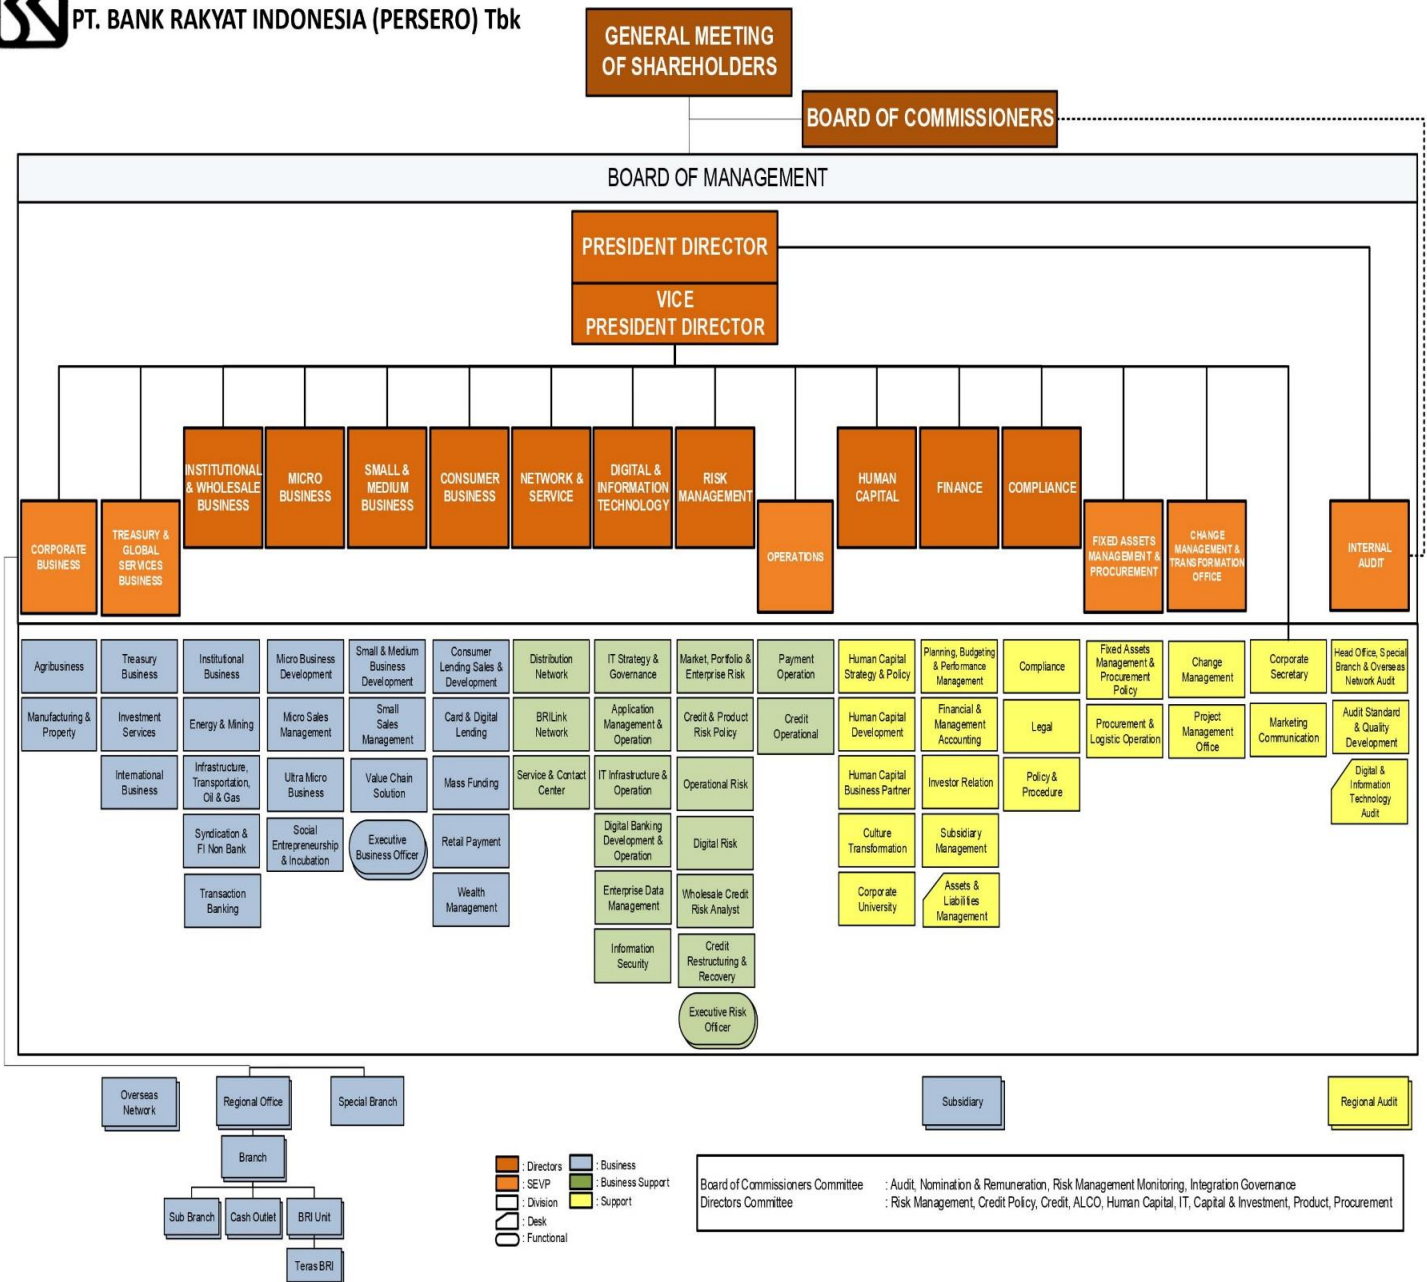 PT. BANK RAKYAT INDONESIA (PERSERO) Tbk
GENERAL MEETING
OF SHAREHOLDERS
BOARD OF COMMISSIONERS
BOARD OF MANAGEMENT
PRESIDENT DIRECTOR
VICE
PRESIDENT DIRECTOR
CORPORATE
BUSINESS
TREASURY &
GLOBAL
SERVICES
BUSINESS
INSTITUTIONAL
& WHOLESALE
BUSINESS
MICRO
BUSINESS
SMALL &
MEDIUM
BUSINESS
CONSUMER
BUSINESS
NETWORK &
SERVICE
DIGITAL &
INFORMATION
TECHNOLOGY
RISK
MANAGEMENT
OPERATIONS
HUMAN
CAPITAL
FINANCE
COMPLIANCE
FIXED ASSETS
MANAGEMENT &
PROCUREMENT
CHANGE
MANAGEMENT &
TRANSFORMATION
OFFICE
INTERNAL
AUDIT
Agribusiness
Manufacturing &
Property
Treasury
Business
Investment
Services
International
Business
Institutional
Business
Energy & Mining
Infrastructure,
Transportation,
Oil & Gas
Syndication &
FI Non Bank
Transaction
Banking
Micro Business
Development
Micro Sales
Management
Ultra Micro
Business
Social
Entrepreneurship
& Incubation
Small & Medium
Business
Development
Small
Sales
Management
Value Chain
Solution
Executive
Business Officer
Consumer
Lending Sales &
Development
Card & Digital
Lending
Mass Funding
Retail Payment
Wealth
Management
Distribution
Network
BRILink
Network
Service & Contact
Center
IT Strategy &
Governance
Application
Management &
Operation
IT Infrastructure &
Operation
Digital Banking
Development &
Operation
Enterprise Data
Management
Information
Security
Market, Portfolio &
Enterprise Risk
Credit & Product
Risk Policy
Operational Risk
Digital Risk
Wholesale Credit
Risk Analyst
Credit
Restructuring &
Recovery
Executive Risk
Officer
Payment
Operation
Credit
Operational
Human Capital
Strategy & Policy
Human Capital
Development
Human Capital
Business Partner
Culture
Transformation
Corporate
University
Planning, Budgeting
& Performance
Management
Financial &
Management
Accounting
Investor Relation
Subsidiary
Management
Assets &
Liabilities
Management
Compliance
Legal
Policy &
Procedure
Fixed Assets
Management &
Procurement
Policy
Procurement &
Logistic Operation
Change
Management
Project
Management
Office
Corporate
Secretary
Marketing
Communication
Head Office, Special
Branch & Overseas
Network Audit
Audit Standard
& Quality
Development
Digital &
Information
Technology
Audit
Overseas
Network
Regional Office
Special Branch
Subsidiary
Regional Audit
Branch
Sub Branch
Cash Outlet
BRI Unit
Teras BRI
: Directors
: SEVP
: Division
: Desk
: Functional
: Business
: Business Support
: Support
Board of Commissioners Committee : Audit, Nomination & Remuneration, Risk Management Monitoring, Integration Governance
Directors Committee : Risk Management, Credit Policy, Credit, ALCO, Human Capital, IT, Capital & Investment, Product, Procurement